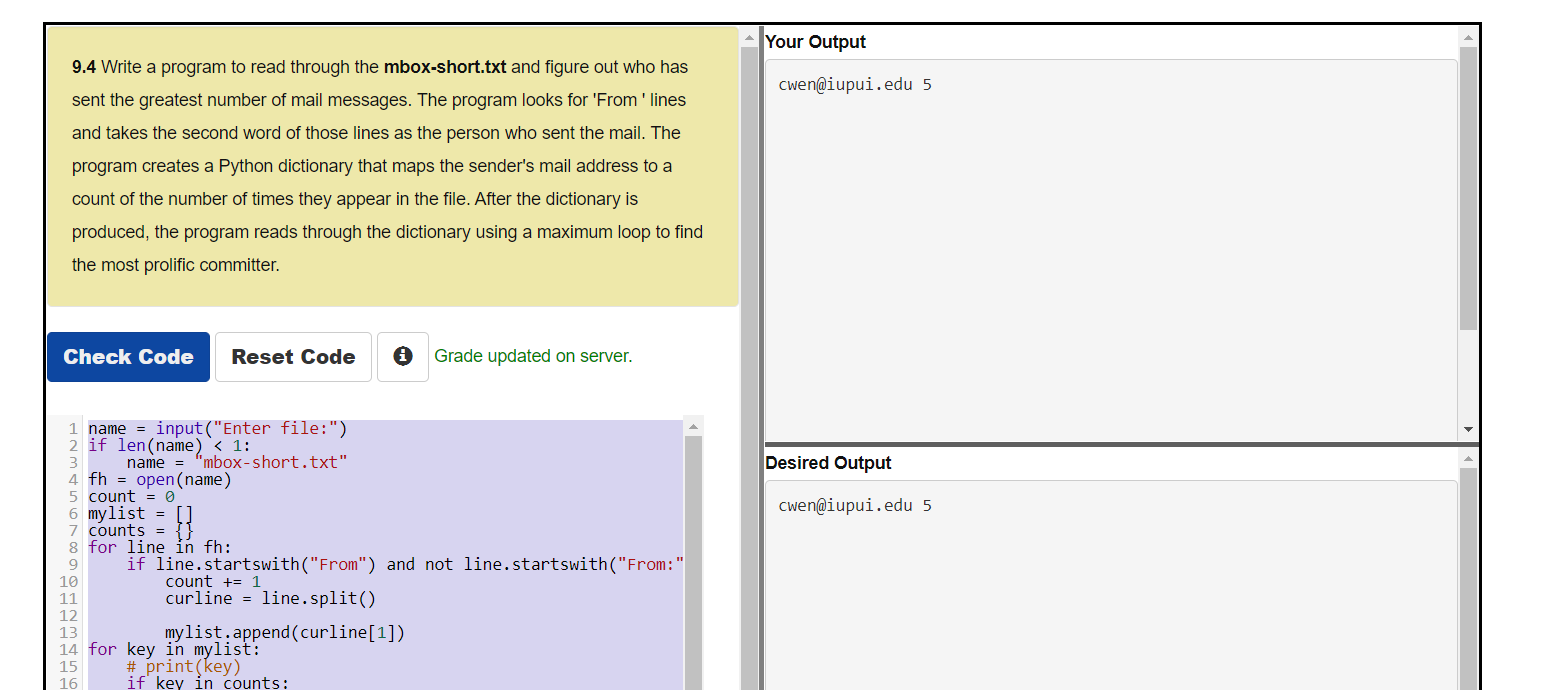 9.4 Write a program to read through the mbox-short.txt and figure out who has
sent the greatest number of mail messages. The program looks for 'From ' lines
and takes the second word of those lines as the person who sent the mail. The
program creates a Python dictionary that maps the sender's mail address to a
count of the number of times they appear in the file. After the dictionary is
produced, the program reads through the dictionary using a maximum loop to find
the most prolific committer.
Check Code Reset Code Grade updated on server.
1 name = input("Enter file:")
2 if len(name) < 1:
3     name = "mbox-short.txt"
4 fh = open(name)
5 count = 0
6 mylist = []
7 counts = {}
8 for line in fh:
9     if line.startswith("From") and not line.startswith("From:"
10         count += 1
11         curline = line.split()
12
13         mylist.append(curline[1])
14 for key in mylist:
15     # print(key)
16     if key in counts:
Your Output
cwen@iupui.edu 5
Desired Output
cwen@iupui.edu 5